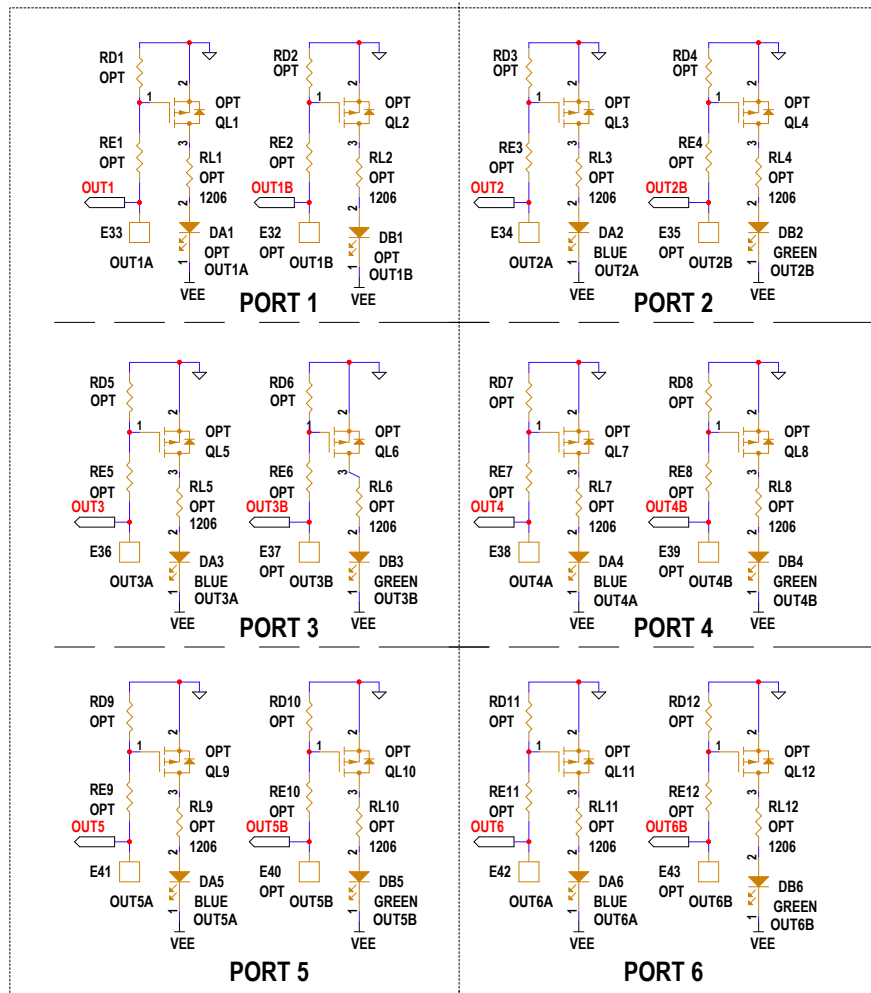 RD1
OPT
2
1
OPT
QL1
RE1
OPT
3
RL1
OPT
1206
OUT1
2
E33
OUT1A
DA1
OPT
OUT1A
1
VEE
RD2
OPT
2
1
OPT
QL2
RE2
OPT
3
RL2
OPT
1206
OUT1B
2
E32
OPT
OUT1B
DB1
OPT
OUT1B
1
VEE
PORT 1
RD3
OPT
2
1
OPT
QL3
RE3
OPT
3
RL3
OPT
1206
OUT2
2
E34
OUT2A
DA2
BLUE
OUT2A
1
VEE
RD4
OPT
2
1
OPT
QL4
RE4
OPT
3
RL4
OPT
1206
OUT2B
2
E35
OPT
OUT2B
DB2
GREEN
OUT2B
1
VEE
PORT 2
RD5
OPT
2
1
OPT
QL5
RE5
OPT
3
RL5
OPT
1206
OUT3
2
E36
OUT3A
DA3
BLUE
OUT3A
1
VEE
RD6
OPT
2
1
OPT
QL6
RE6
OPT
3
RL6
OPT
1206
OUT3B
2
E37
OPT
OUT3B
DB3
GREEN
OUT3B
1
VEE
PORT 3
RD7
OPT
2
1
OPT
QL7
RE7
OPT
3
RL7
OPT
1206
OUT4
2
E38
OUT4A
DA4
BLUE
OUT4A
1
VEE
RD8
OPT
2
1
OPT
QL8
RE8
OPT
3
RL8
OPT
1206
OUT4B
2
E39
OPT
OUT4B
DB4
GREEN
OUT4B
1
VEE
PORT 4
RD9
OPT
2
1
OPT
QL9
RE9
OPT
3
RL9
OPT
1206
OUT5
2
E41
OUT5A
DA5
BLUE
OUT5A
1
VEE
RD10
OPT
2
1
OPT
QL10
RE10
OPT
3
RL10
OPT
1206
OUT5B
2
E40
OPT
OUT5B
DB5
GREEN
OUT5B
1
VEE
PORT 5
RD11
OPT
2
1
OPT
QL11
RE11
OPT
3
RL11
OPT
1206
OUT6
2
E42
OUT6A
DA6
BLUE
OUT6A
1
VEE
RD12
OPT
2
1
OPT
QL12
RE12
OPT
3
RL12
OPT
1206
OUT6B
2
E43
OPT
OUT6B
DB6
GREEN
OUT6B
1
VEE
PORT 6